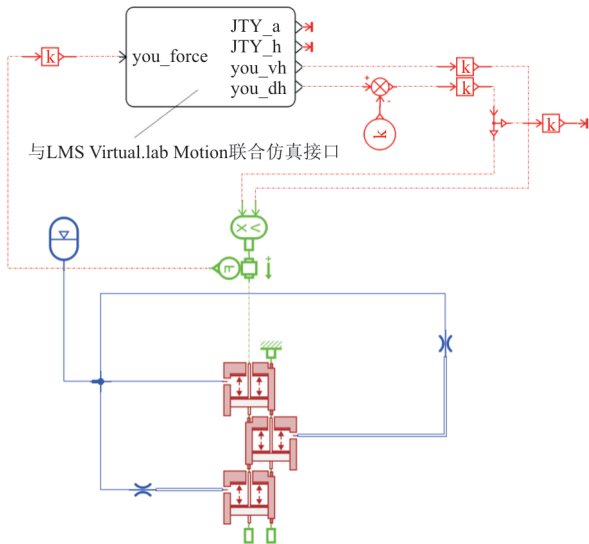 JTY_a
JTY_h
you_force
you_vh
you_dh
k
k
k
k
k
+
-
与LMS Virtual.lab Motion联合仿真接口
X V
F
+